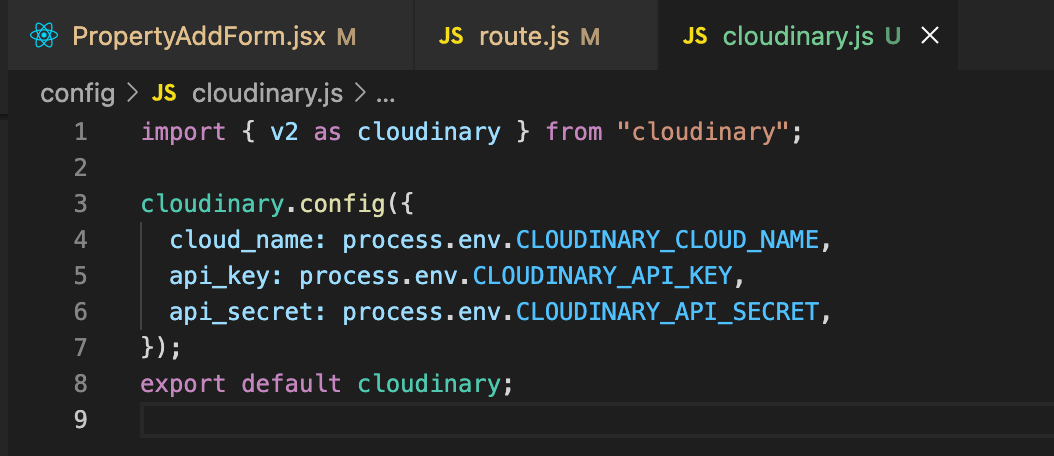 PropertyAddForm.jsx M JS route.js M JS cloudinary.js U
config > JS cloudinary.js > ...
1 import { v2 as cloudinary } from "cloudinary";
2
3 cloudinary.config({
4 cloud_name: process.env.CLOUDINARY_CLOUD_NAME,
5 api_key: process.env.CLOUDINARY_API_KEY,
6 api_secret: process.env.CLOUDINARY_API_SECRET,
7 });
8 export default cloudinary;
9